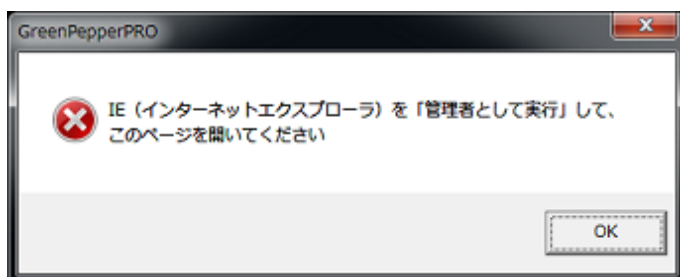 GreenPepperPRO
IE（インターネットエクスプローラ）を「管理者として実行」して、
このページを開いてください
OK